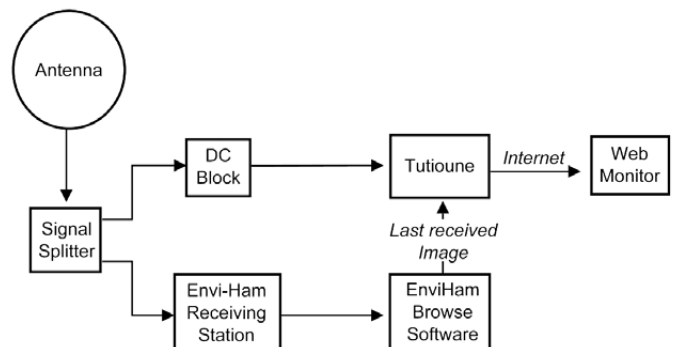 Antenna
DC
Block
Tutioune
Internet
Web
Monitor
Signal
Splitter
Last received
Image
Envi-Ham
Receiving
Station
EnviHam
Browse
Software